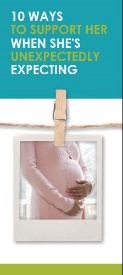 10 WAYS
TO SUPPORT HER
WHEN SHE'S
UNEXPECTEDLY
EXPECTING